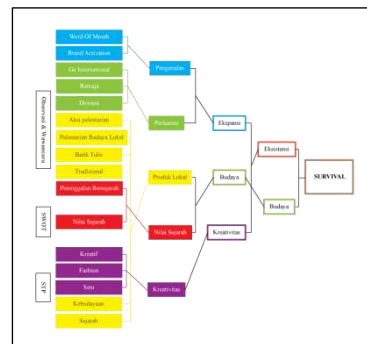 Word Of Mouth
Brand Activation
Go International
Remaja
Dewasa
Aksi pelestarian
Pelestarian Budaya Lokal
Batik Tulis
Tradisional
Peninggalan Bersejarah
Nilai Sejarah
Kreatif
Fashion
Seni
Kebudayaan
Sejarah
Observasi & Wawancara
SWOT
STP
Pengenalan
Perluasan
Produk Lokal
Nilai Sejarah
Kreativitas
Ekspansi
Budaya
Kreativitas
Eksistensi
Budaya
SURVIVAL